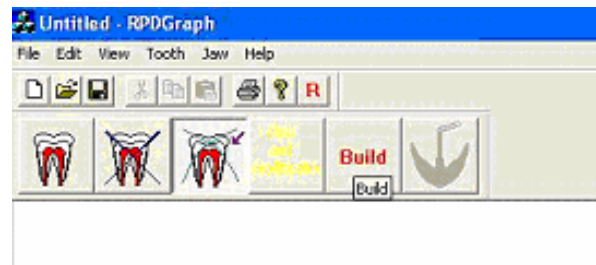 Untitled - RPDGraph
File Edit View Tooth Jaw Help
R
Build
Build